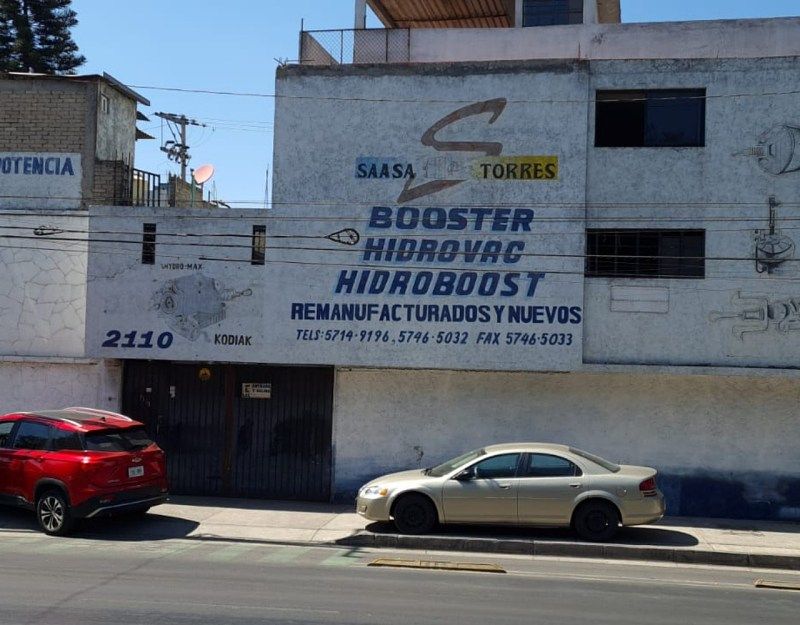 POTENCIA
SAASA TORRES
BOOSTER
HIDROVAC
HIDROBOOST
REMANUFACTURADOS Y NUEVOS
TELS: 5714-9196, 5746-5032 FAX 5746-5033
HYDRO-MAX
2110
KODIAK